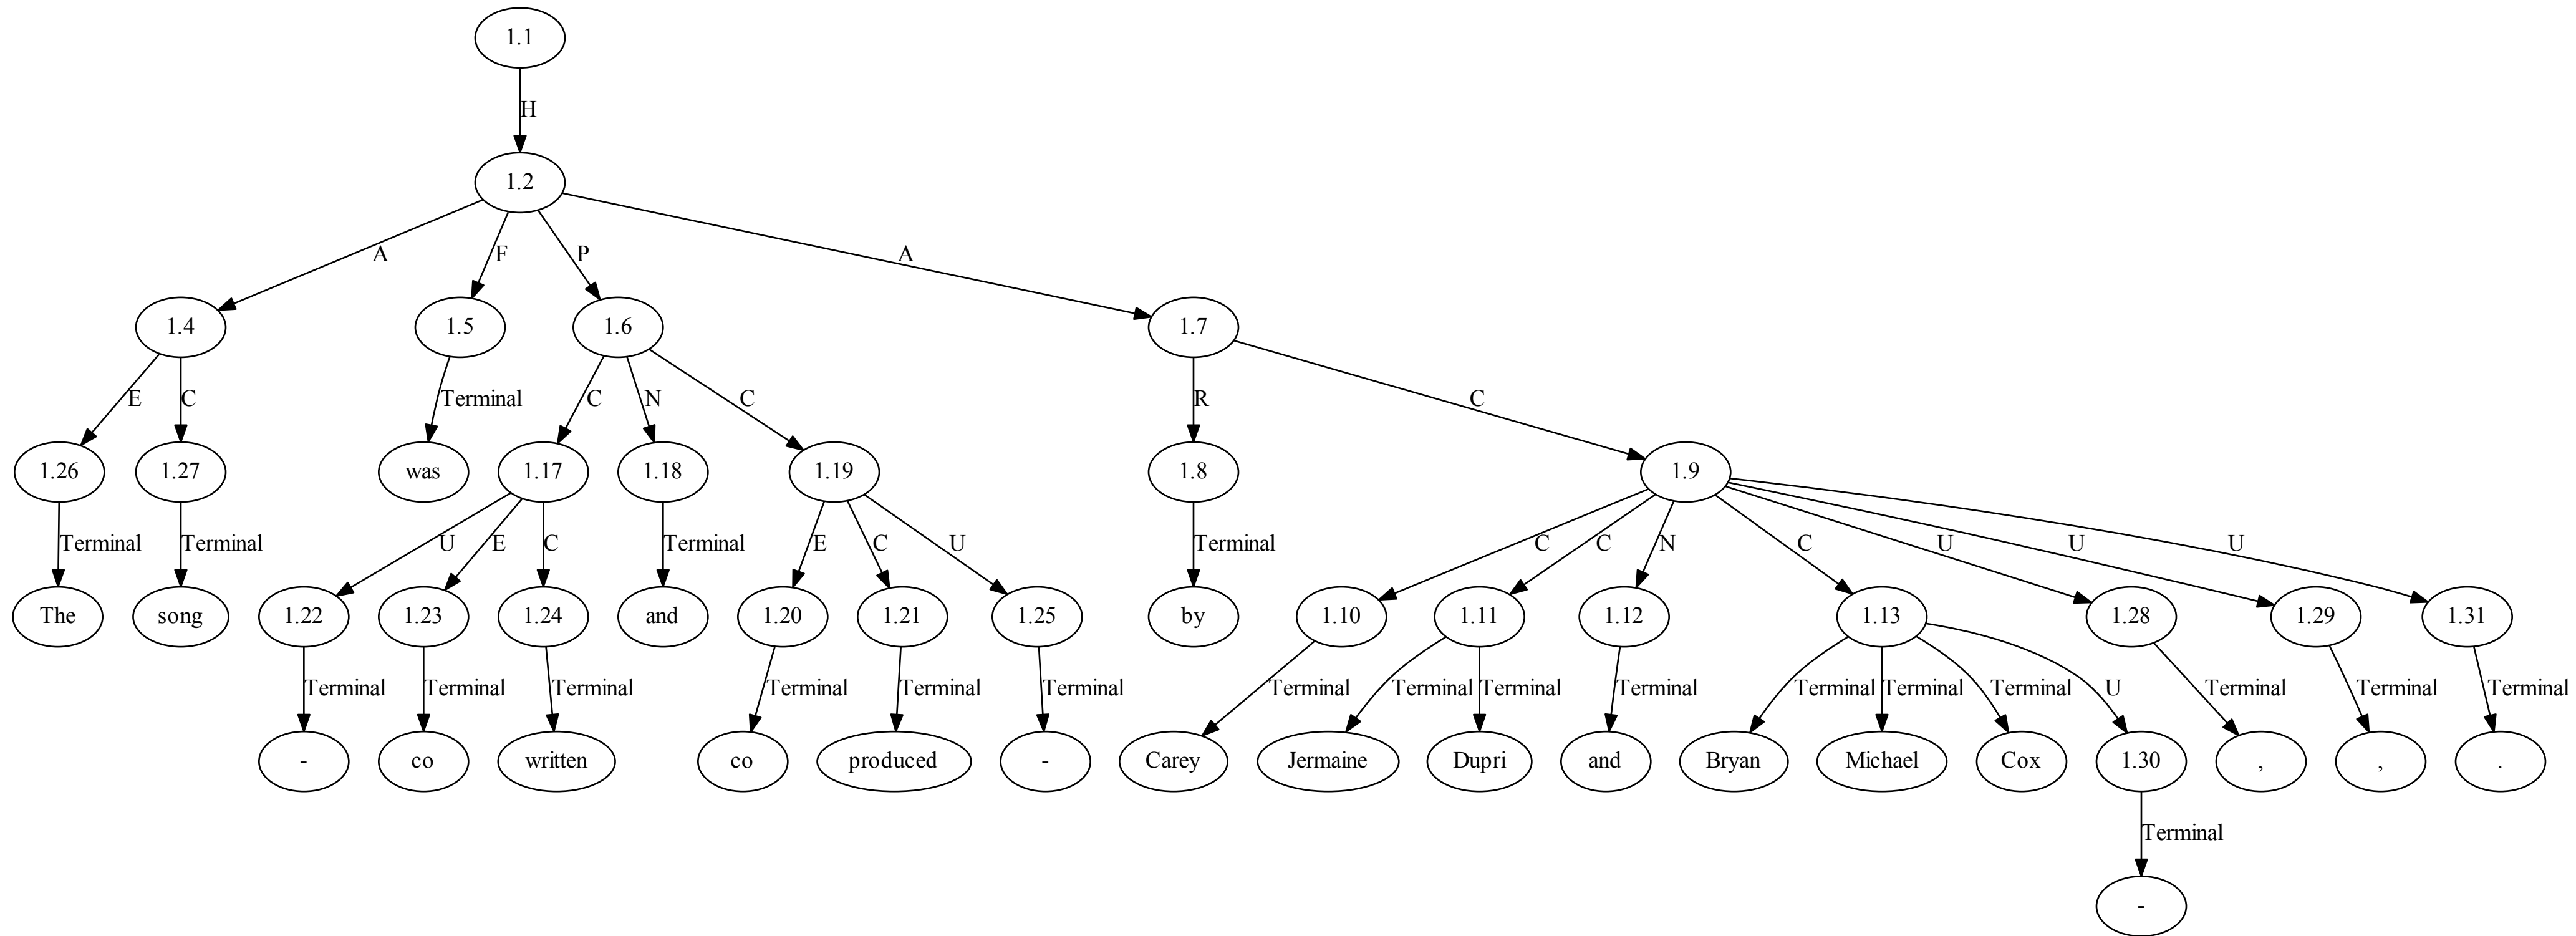 1.1
H
1.2
A F P A
1.4 1.5 1.6 1.7
E C Terminal C N C R C
1.26 1.27 was 1.17 1.18 1.19 1.8 1.9
Terminal Terminal U E C Terminal E C U Terminal C C N C U U U
The song 1.22 1.23 1.24 and 1.20 1.21 1.25 by 1.10 1.11 1.12 1.13 1.28 1.29 1.31
Terminal Terminal Terminal Terminal Terminal Terminal Terminal Terminal Terminal Terminal Terminal Terminal Terminal U Terminal Terminal Terminal
- co written co produced - Carey Jermaine Dupri and Bryan Michael Cox 1.30 , , .
Terminal
-